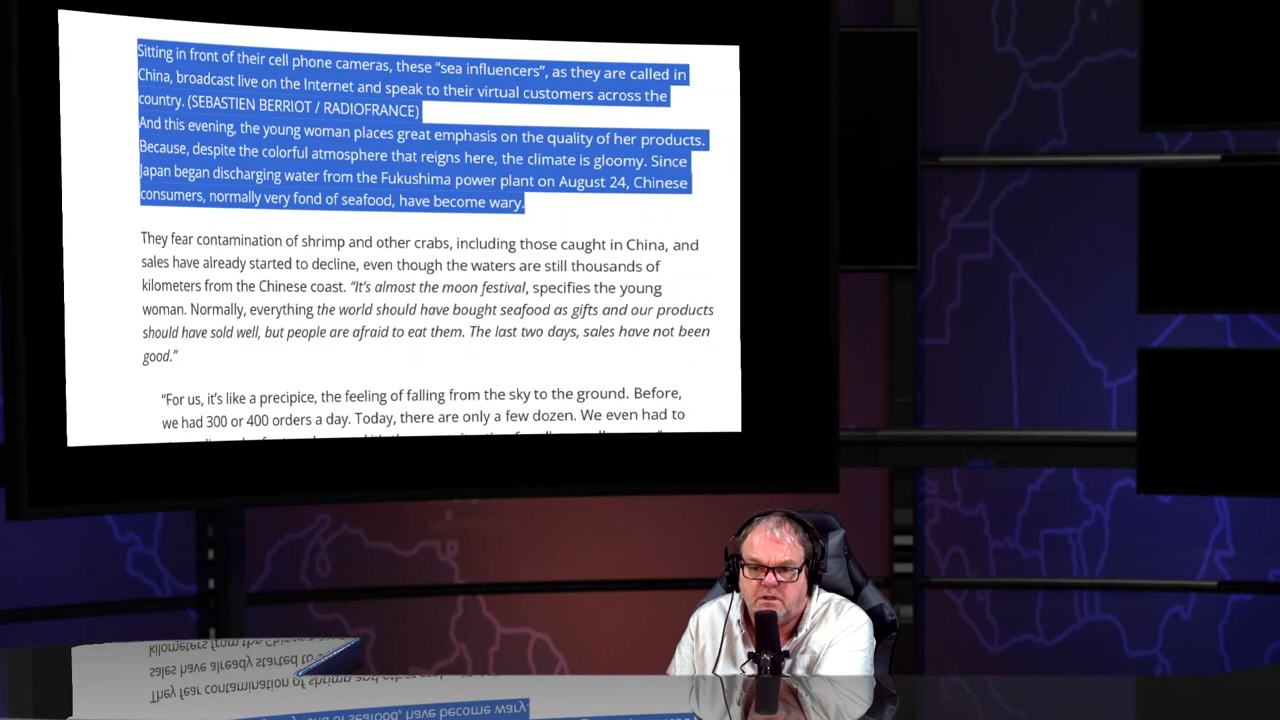 Sitting in front of their cell phone cameras, these “sea influencers”, as they are called in
China, broadcast live on the Internet and speak to their virtual customers across the
country. (SEBASTIEN BERRIOT / RADIOFRANCE)
And this evening, the young woman places great emphasis on the quality of her products.
Because, despite the colorful atmosphere that reigns here, the climate is gloomy. Since
Japan began discharging water from the Fukushima power plant on August 24, Chinese
consumers, normally very fond of seafood, have become wary.
They fear contamination of shrimp and other crabs, including those caught in China, and
sales have already started to decline, even though the waters are still thousands of
kilometers from the Chinese coast. “It’s almost the moon festival, specifies the young
woman. Normally, everything the world should have bought seafood as gifts and our products
should have sold well, but people are afraid to eat them. The last two days, sales have not been
good.”
“For us, it’s like a precipice, the feeling of falling from the sky to the ground. Before,
we had 300 or 400 orders a day. Today, there are only a few dozen. We even had to